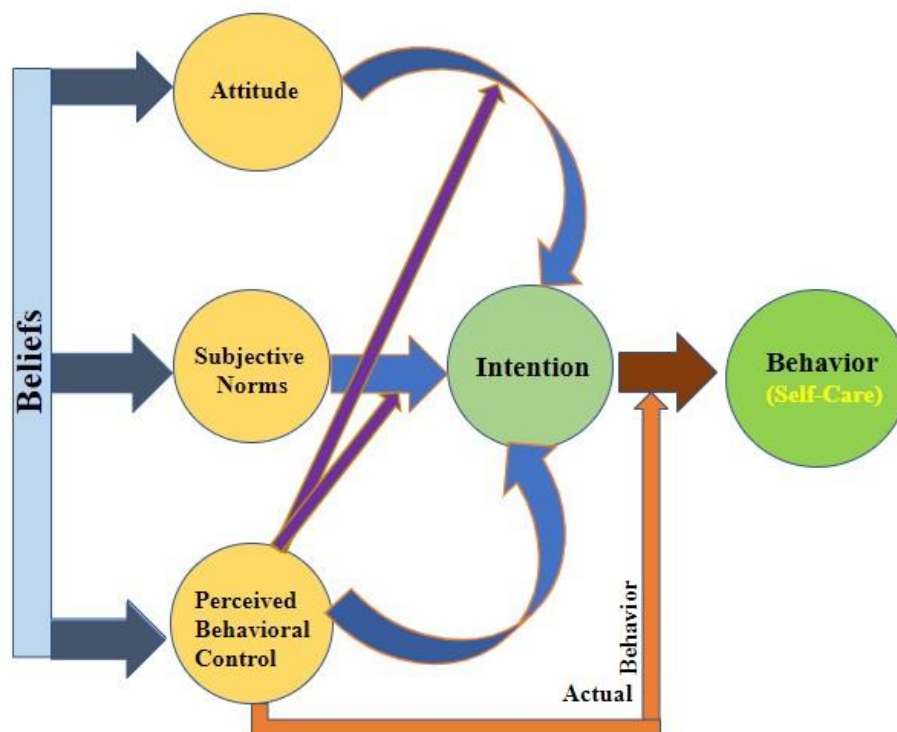 Beliefs
Attitude
Subjective
Norms
Perceived
Behavioral
Control
Intention
Behavior
(Self-Care)
Actual
Behavior